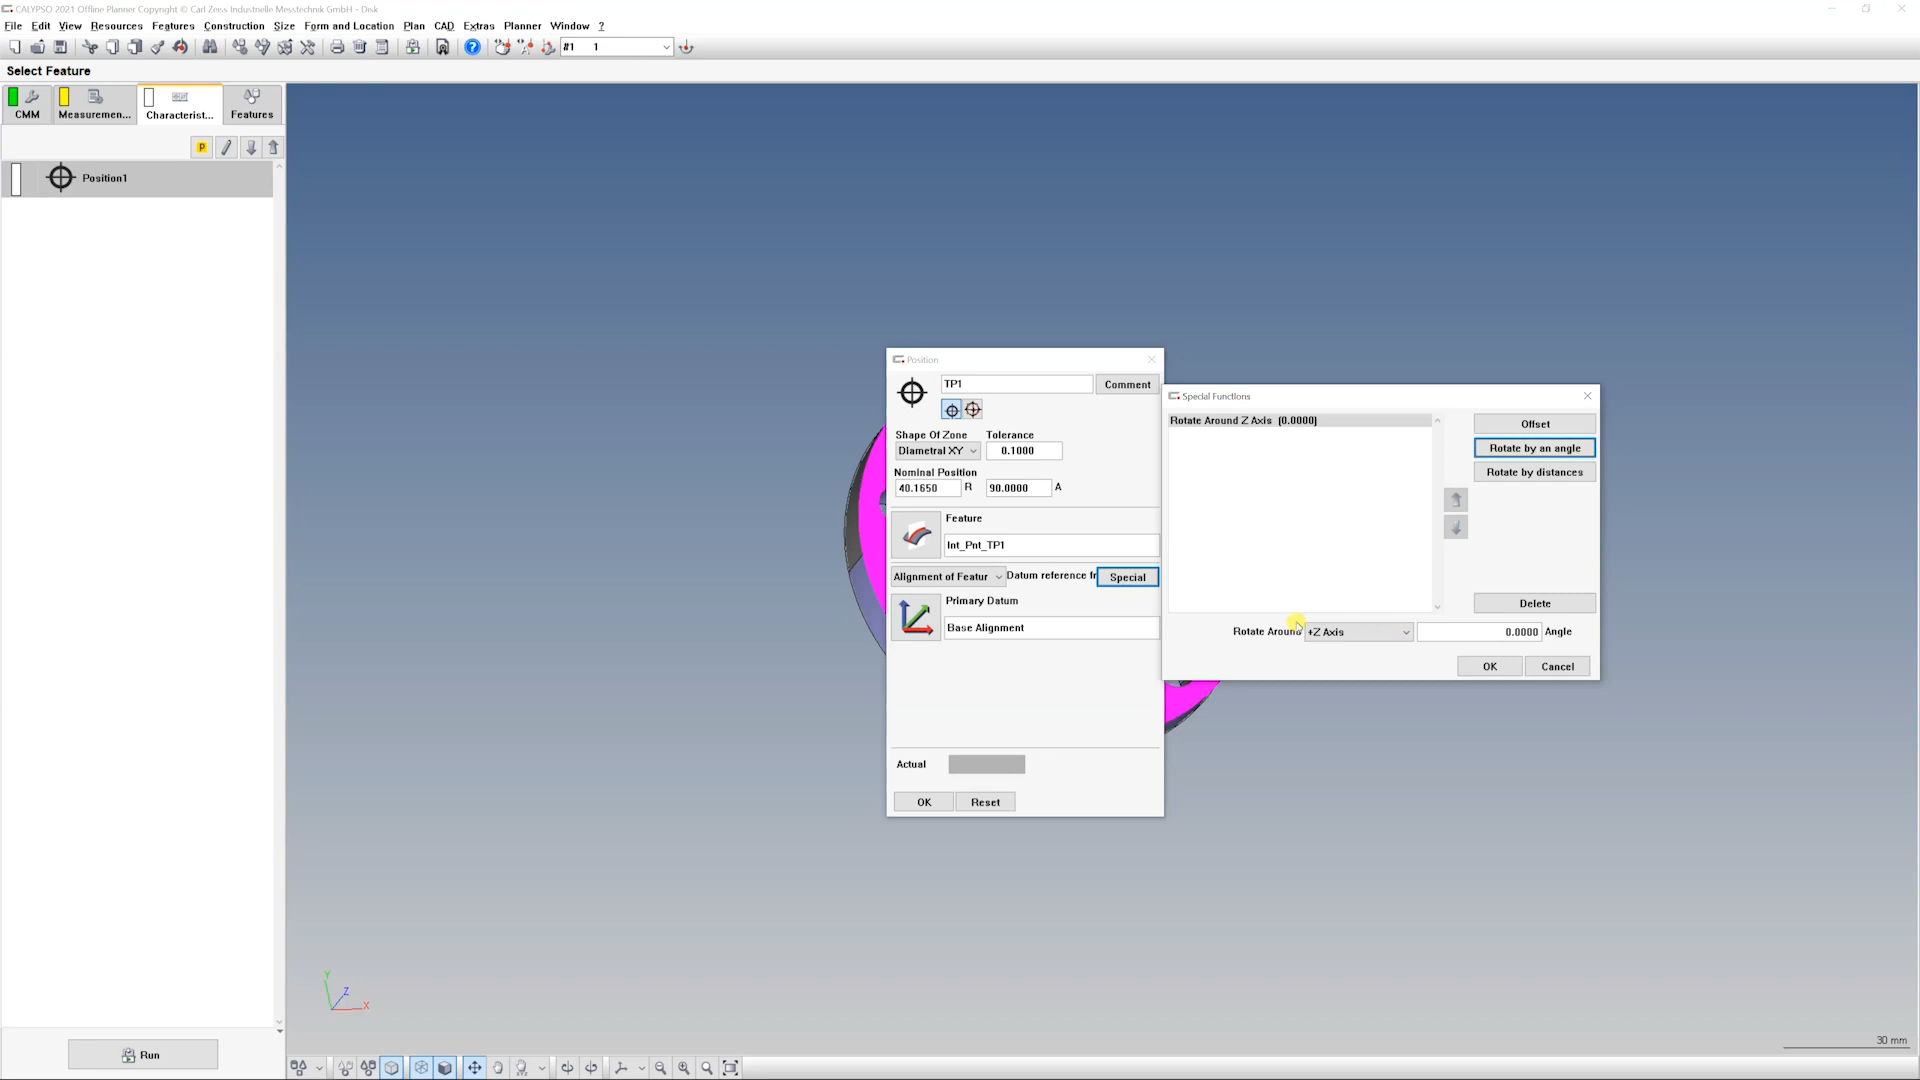 CALYPSO 2021 Offline Planner Copyright © Carl Zeiss Industrielle Messtechnik GmbH - Disk
File Edit View Resources Features Construction Size Form and Location Plan CAD Extras Planner Window ?
#1 1
Select Feature
CMM Measuremen... Characterist... Features
P
Position1
Position
TP1 Comment
Shape Of Zone Tolerance
Diametral XY 0.1000
Nominal Position
40.1650 R 90.0000 A
Feature
Int_Pnt_TP1
Alignment of Featur Datum reference fr Special
Primary Datum
Base Alignment
Actual
OK Reset
Special Functions
Rotate Around Z Axis (0.0000)
Offset
Rotate by an angle
Rotate by distances
Delete
Rotate Around +Z Axis 0.0000 Angle
OK Cancel
Y
Z
X
30 mm
Run